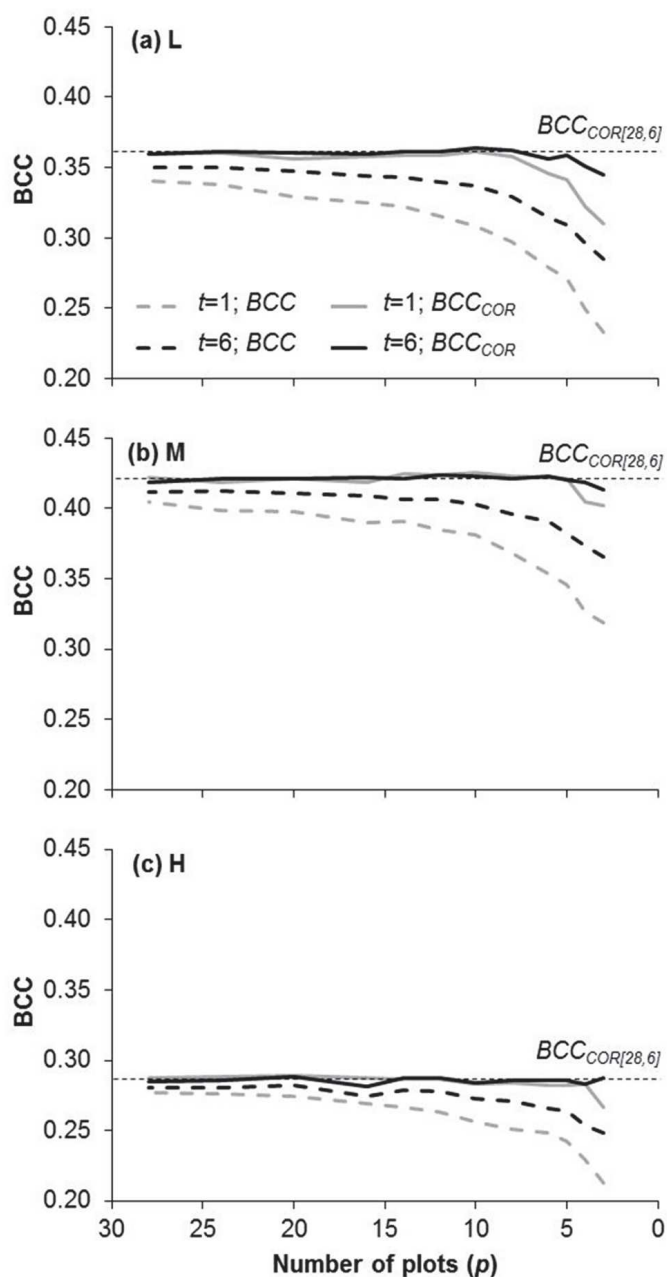 (a) L
0.45
0.40
0.35
0.30
0.25
0.20
BCC
BCC_COR[28,6]
t=1; BCC
t=1; BCC_COR
t=6; BCC
t=6; BCC_COR
(b) M
0.45
0.40
0.35
0.30
0.25
0.20
BCC
BCC_COR[28,6]
(c) H
0.45
0.40
0.35
0.30
0.25
0.20
BCC
BCC_COR[28,6]
30 25 20 15 10 5 0
Number of plots (p)